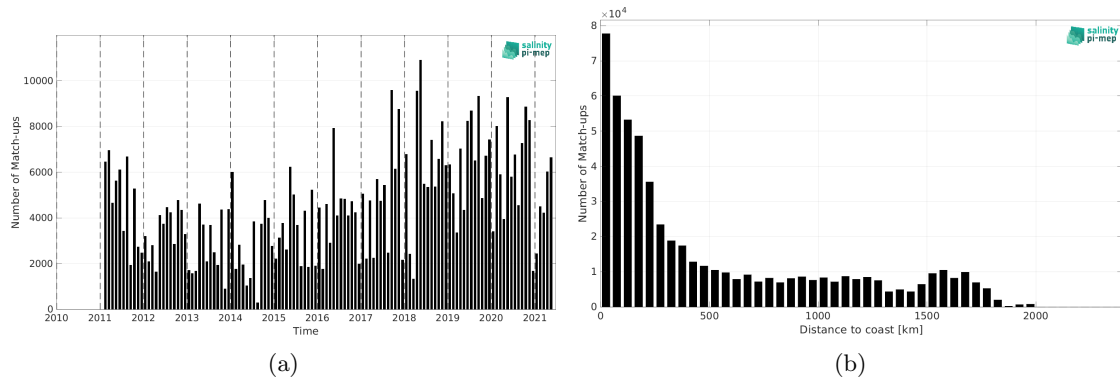 salinity
pi-mep
Number of Match-ups
10000
8000
6000
4000
2000
0
2010 2011 2012 2013 2014 2015 2016 2017 2018 2019 2020 2021
Time
(a)
×10⁴
salinity
pi-mep
Number of Match-ups
8
7
6
5
4
3
2
1
0
0 500 1000 1500 2000
Distance to coast [km]
(b)